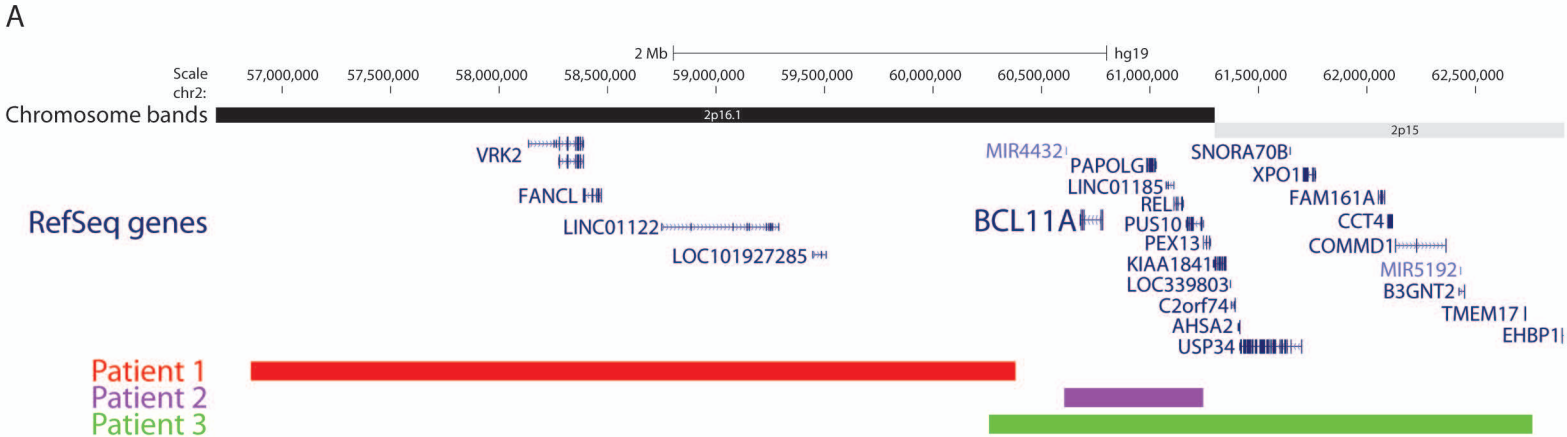 A
2 Mb hg19
Scale 57,000,000 57,500,000 58,000,000 58,500,000 59,000,000 59,500,000 60,000,000 60,500,000 61,000,000 61,500,000 62,000,000 62,500,000
chr2:
Chromosome bands 2p16.1
2p15
VRK2 MIR4432 SNORA70B
PAPOLG XPO1
LINC01185
FANCL REL FAM161A
RefSeq genes BCL11A PUS10 CCT4
LINC01122
PEX13 COMMD1
LOC101927285 KIAA1841 MIR5192
LOC339803 B3GNT2
C2orf74 TMEM17
AHSA2 EHBP1
USP34
Patient 1
Patient 2
Patient 3